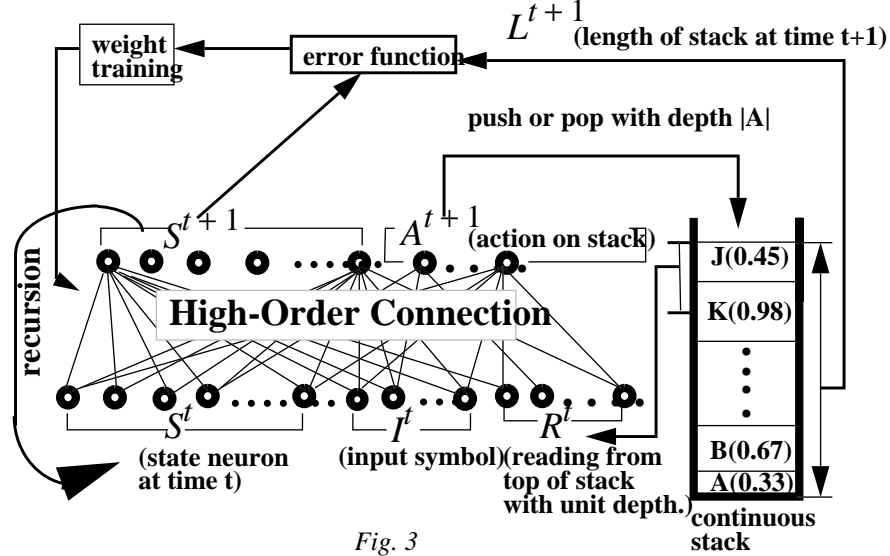 L^{t+1} (length of stack at time t+1)
weight
training
error function
push or pop with depth |A|
S^{t+1}
A^{t+1} (action on stack)
recursion
J(0.45)
K(0.98)
High-Order Connection
B(0.67)
A(0.33)
S^t
(state neuron
at time t)
I^t
(input symbol)
R^t
(reading from
top of stack
with unit depth.)
continuous
stack
Fig. 3